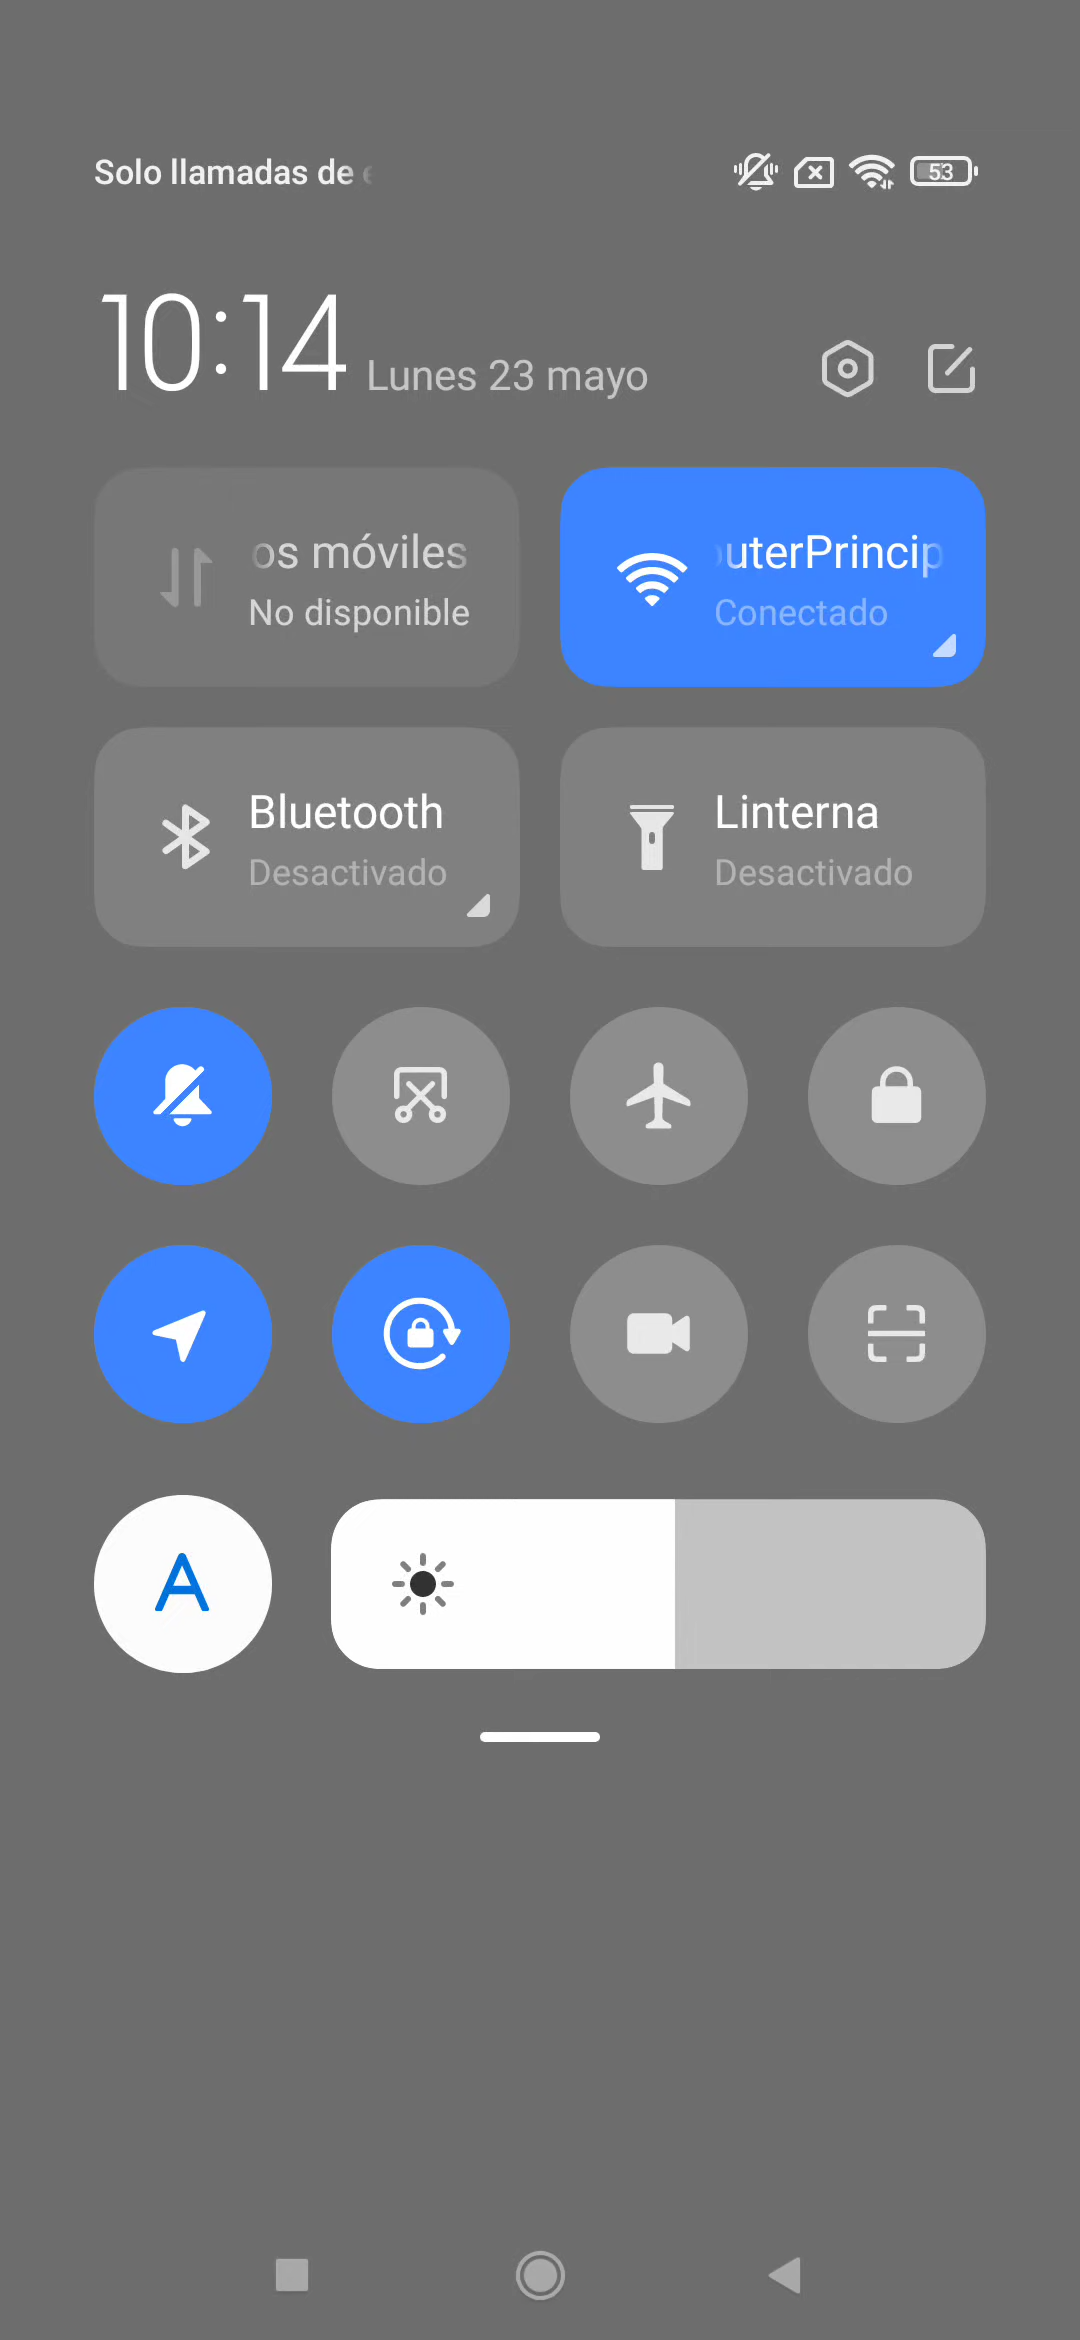 Solo llamadas de
53
10:14 Lunes 23 mayo
os móviles
No disponible
uterPrincip
Conectado
Bluetooth
Desactivado
Linterna
Desactivado
A